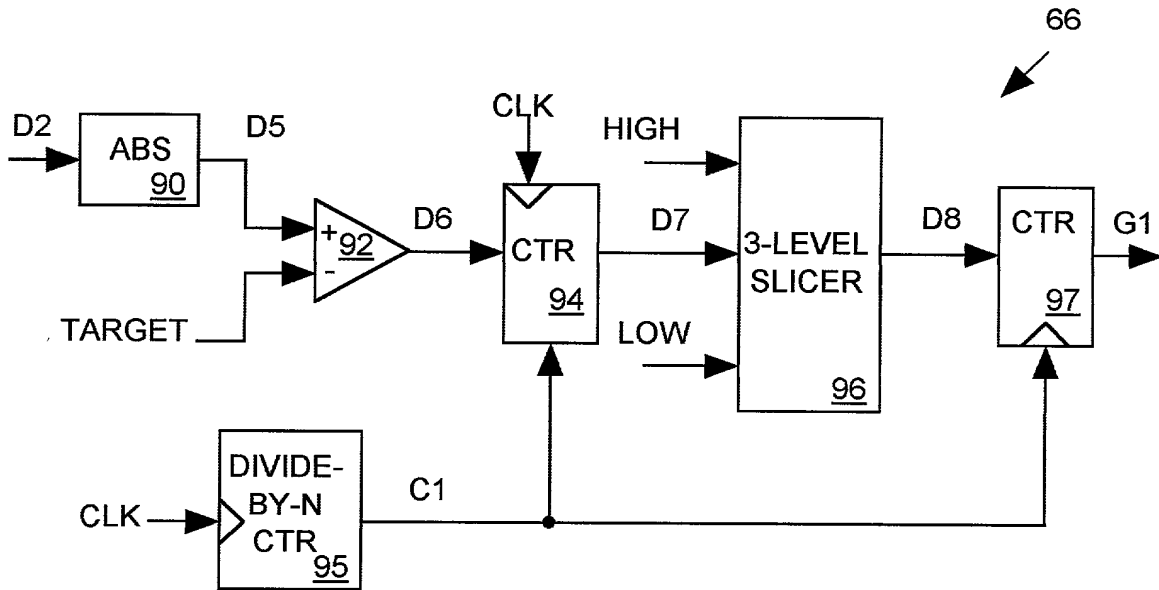 66
D2
ABS
90
D5
TARGET
+
-
92
D6
CLK
CTR
94
D7
HIGH
LOW
3-LEVEL
SLICER
96
D8
CTR
97
G1
CLK
DIVIDE-
BY-N
CTR
95
C1